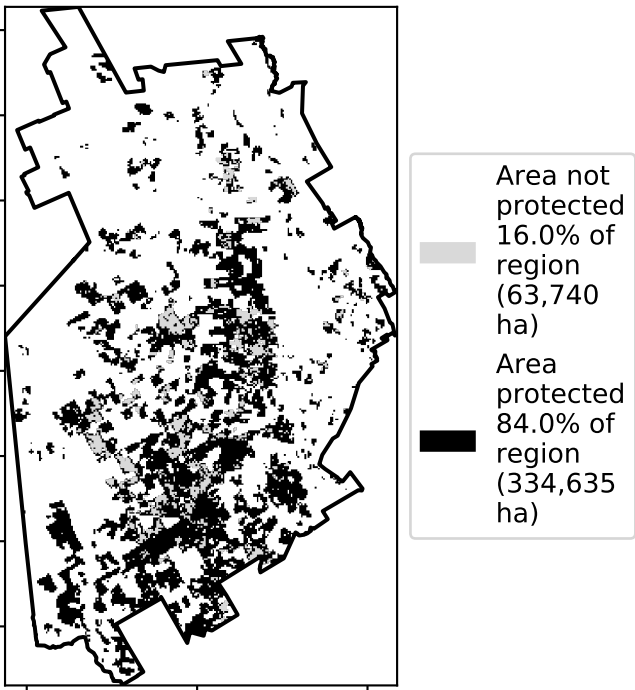 Area not
protected
16.0% of
region
(63,740
ha)
Area
protected
84.0% of
region
(334,635
ha)